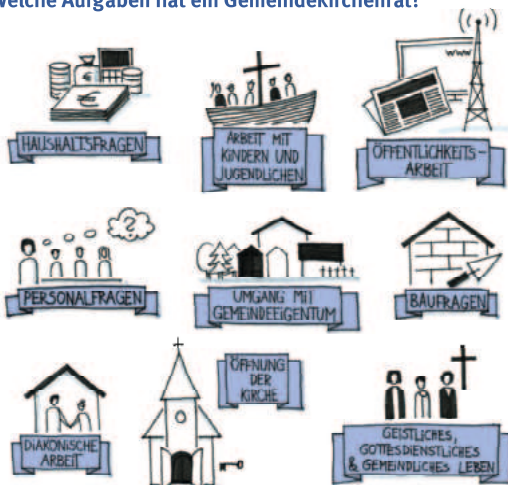 Welche Aufgaben hat ein Gemeindekirchenrat?
www
€
HAUSHALTSFRAGEN
ARBEIT MIT
KINDERN UND
JUGENDLICHEN
ÖFFENTLICHKEITS-
ARBEIT
?
PERSONALFRAGEN
UMGANG MIT
GEMEINDEEIGENTUM
BAUFRAGEN
ÖFFNUNG
DER
KIRCHE
DIAKONISCHE
ARBEIT
GEISTLICHES,
GOTTESDIENSTLICHES
& GEMEINDLICHES LEBEN